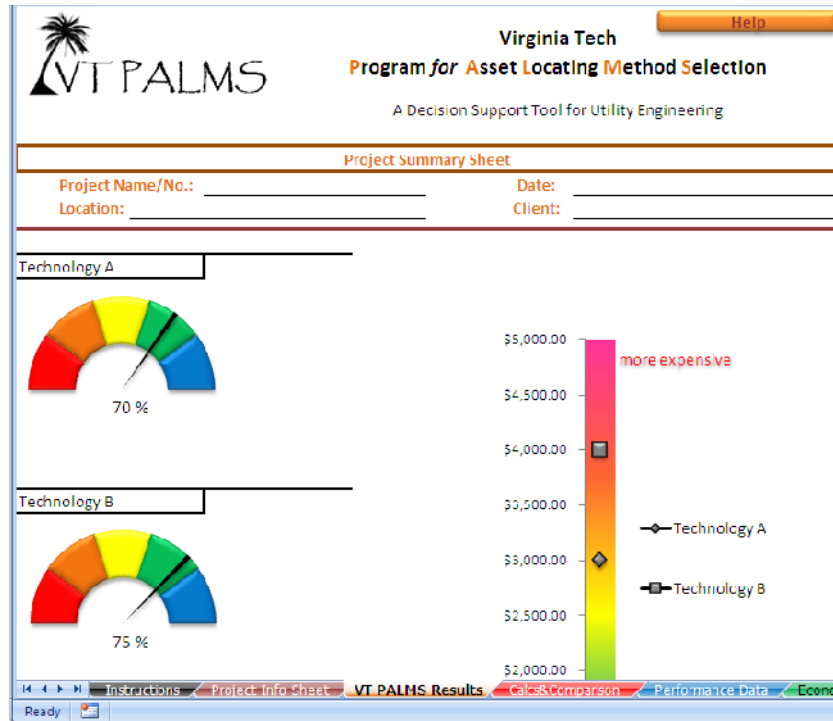 Help
VT PALMS
Virginia Tech
Program for Asset Locating Method Selection
A Decision Support Tool for Utility Engineering
Project Summary Sheet
Project Name/No.:
Date:
Location:
Client:
Technology A
70 %
$5,000.00
more expensive
$4,500.00
$4,000.00
$3,500.00
$3,000.00
$2,500.00
$2,000.00
Technology A
Technology B
Technology B
75 %
Instructions
Project Info Sheet
VT PALMS Results
Calcs&Comparison
Performance Data
Econo
Ready